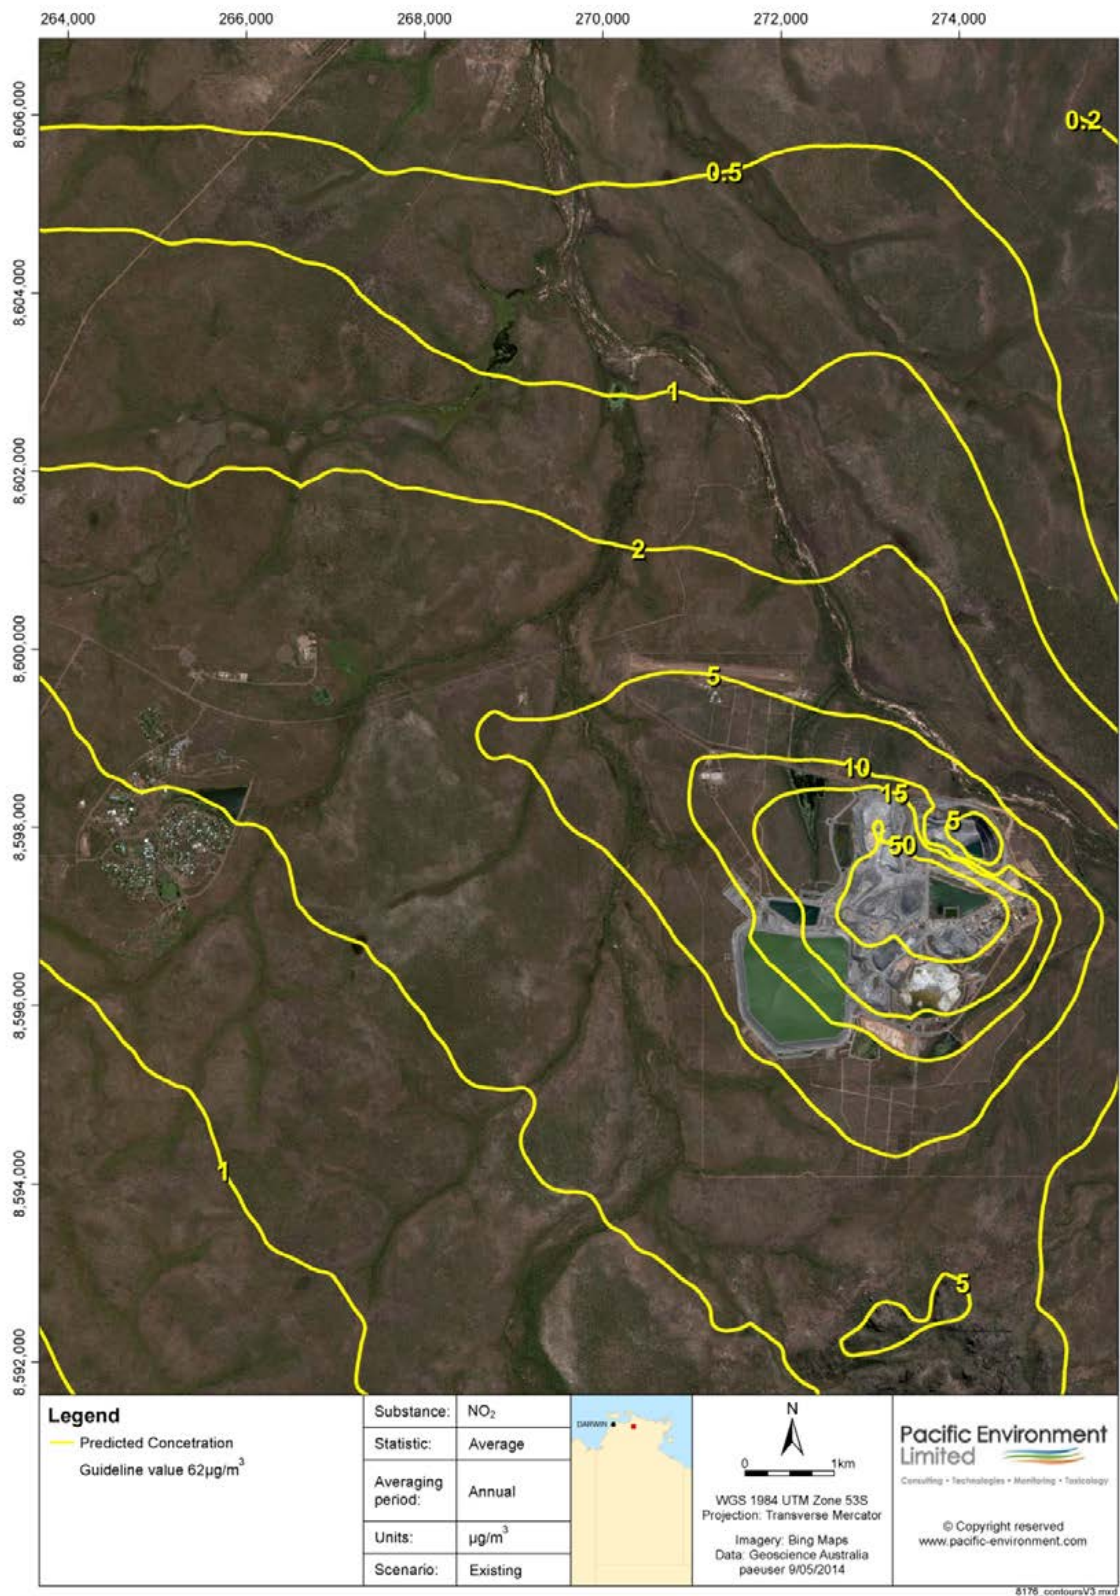 264,000 266,000 268,000 270,000 272,000 274,000
8,606,000
8,604,000
8,602,000
8,600,000
8,598,000
8,596,000
8,594,000
8,592,000
0.2
0.5
1
2
5
10
15
5
50
1
5
Legend
Predicted Concetration
Guideline value 62µg/m³
Substance: NO₂
Statistic: Average
Averaging period: Annual
Units: µg/m³
Scenario: Existing
DARWIN
N
0 1km
WGS 1984 UTM Zone 53S
Projection: Transverse Mercator
Imagery: Bing Maps
Data: Geoscience Australia
paeuser 9/05/2014
Pacific Environment
Limited
Consulting • Technologies • Monitoring • Toxicology
© Copyright reserved
www.pacific-environment.com
8176_contoursV3.mxd